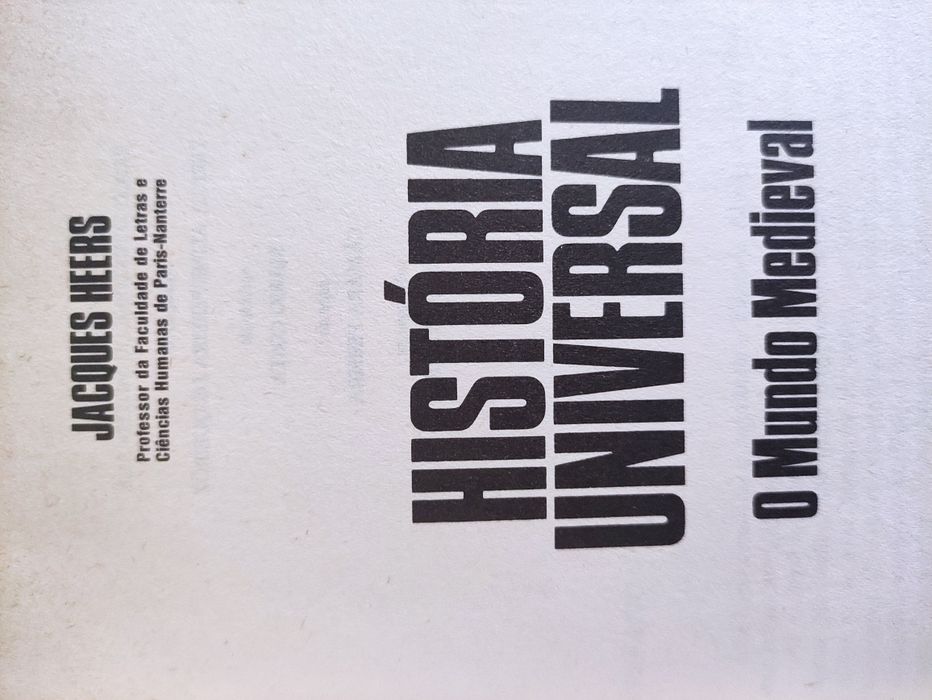 JACQUES HEERS
Professor da Faculdade de Letras e
Ciências Humanas de Paris-Nanterre
HISTÓRIA
UNIVERSAL
O Mundo Medieval